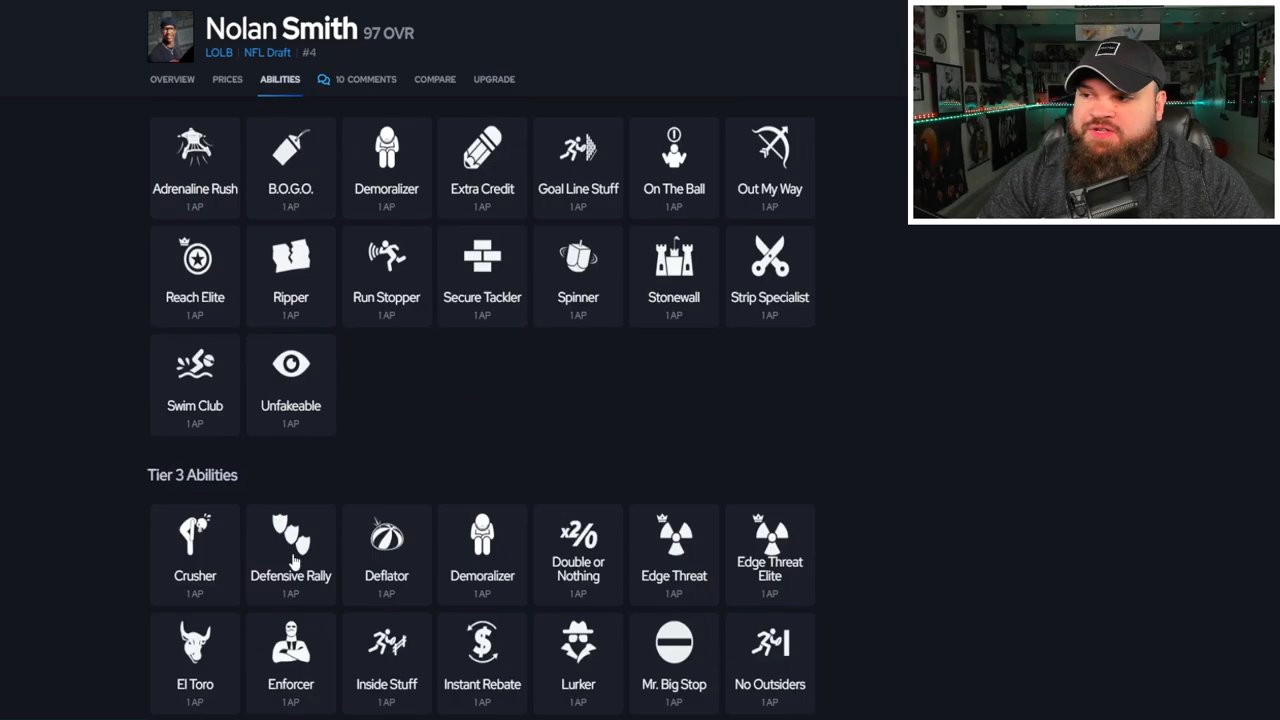 Nolan Smith 97 OVR
LOLB NFL Draft #4
OVERVIEW PRICES ABILITIES 10 COMMENTS COMPARE UPGRADE
Adrenaline Rush B.O.G.O. Demoralizer Extra Credit Goal Line Stuff On The Ball Out My Way
1 AP 1 AP 1 AP 1 AP 1 AP 1 AP 1 AP
Reach Elite Ripper Run Stopper Secure Tackler Spinner Stonewall Strip Specialist
1 AP 1 AP 1 AP 1 AP 1 AP 1 AP 1 AP
Swim Club Unfakeable
1 AP 1 AP
Tier 3 Abilities
x2/0
Crusher Defensive Rally Deflator Demoralizer Double or Nothing Edge Threat Edge Threat Elite
1 AP 1 AP 1 AP 1 AP 1 AP 1 AP 1 AP
El Toro Enforcer Inside Stuff Instant Rebate Lurker Mr. Big Stop No Outsiders
1 AP 1 AP 1 AP 1 AP 1 AP 1 AP 1 AP